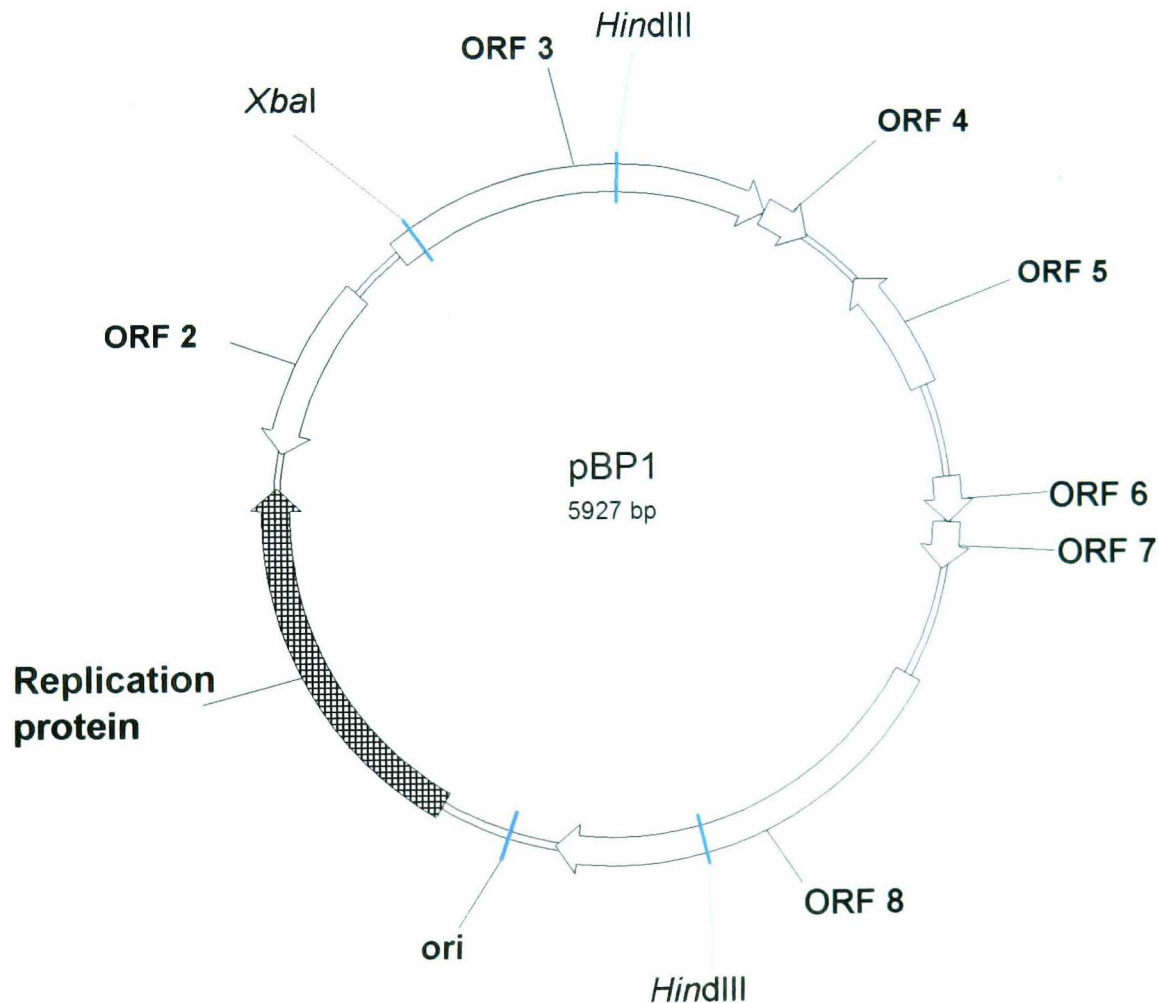 HindIII
ORF 3
XbaI
ORF 4
ORF 5
ORF 2
pBP1
5927 bp
ORF 6
ORF 7
Replication
protein
ORF 8
ori
HindIII